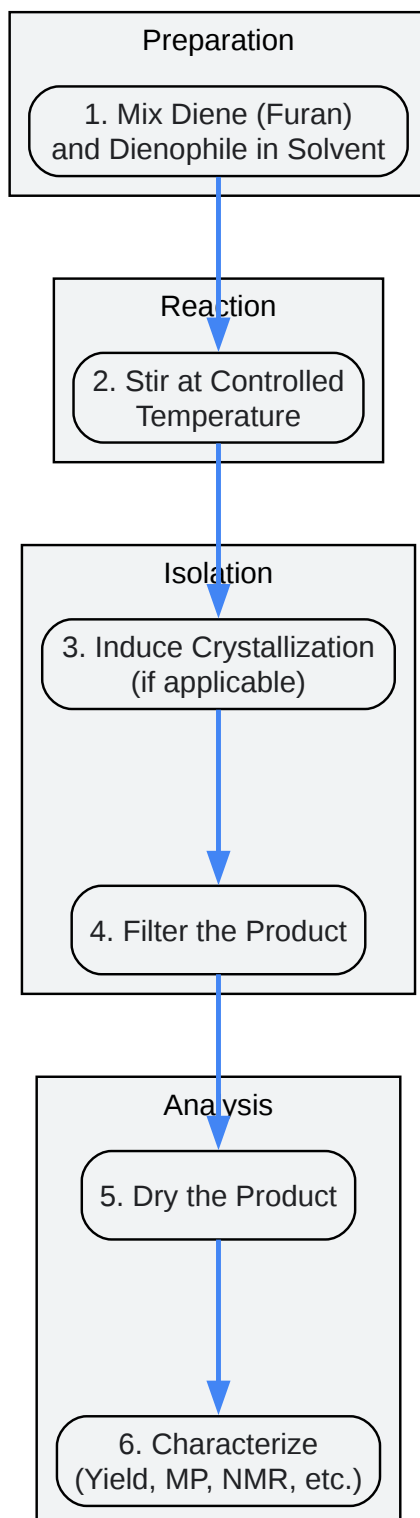 Preparation
1. Mix Diene (Furan)
and Dienophile in Solvent
Reaction
2. Stir at Controlled
Temperature
Isolation
3. Induce Crystallization
(if applicable)
4. Filter the Product
Analysis
5. Dry the Product
6. Characterize
(Yield, MP, NMR, etc.)